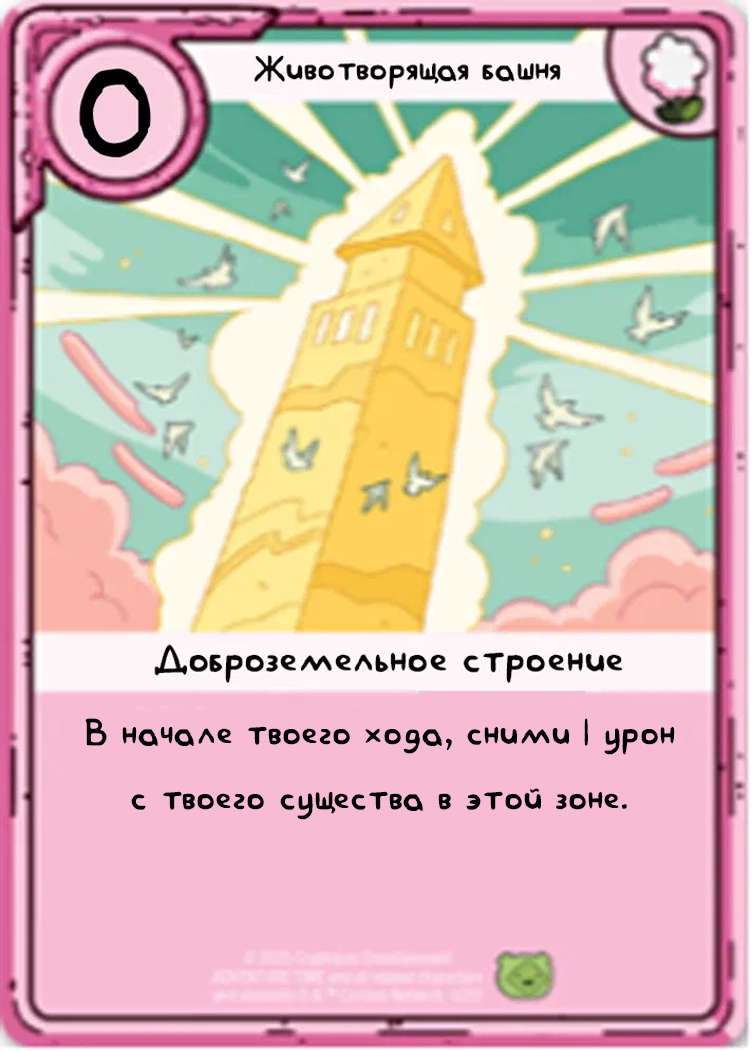 0
Животворящая башня
Доброземельное строение
В начале твоего хода, сними 1 урон
с твоего существа в этой зоне.